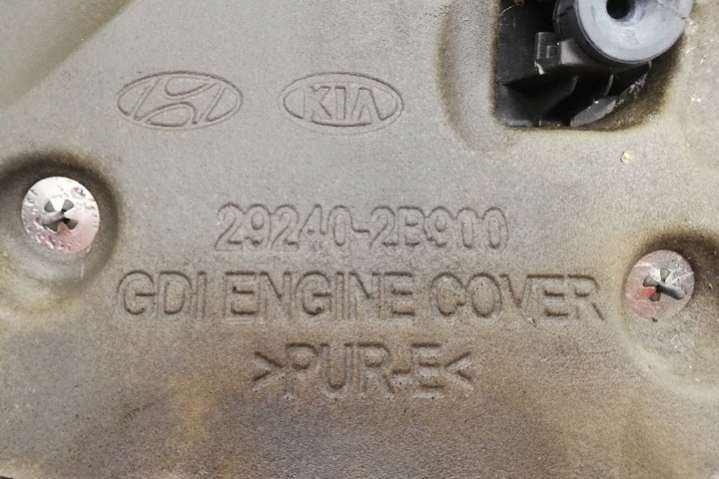 KIA
29240-2B900
GDI ENGINE COVER
>PUR-E<